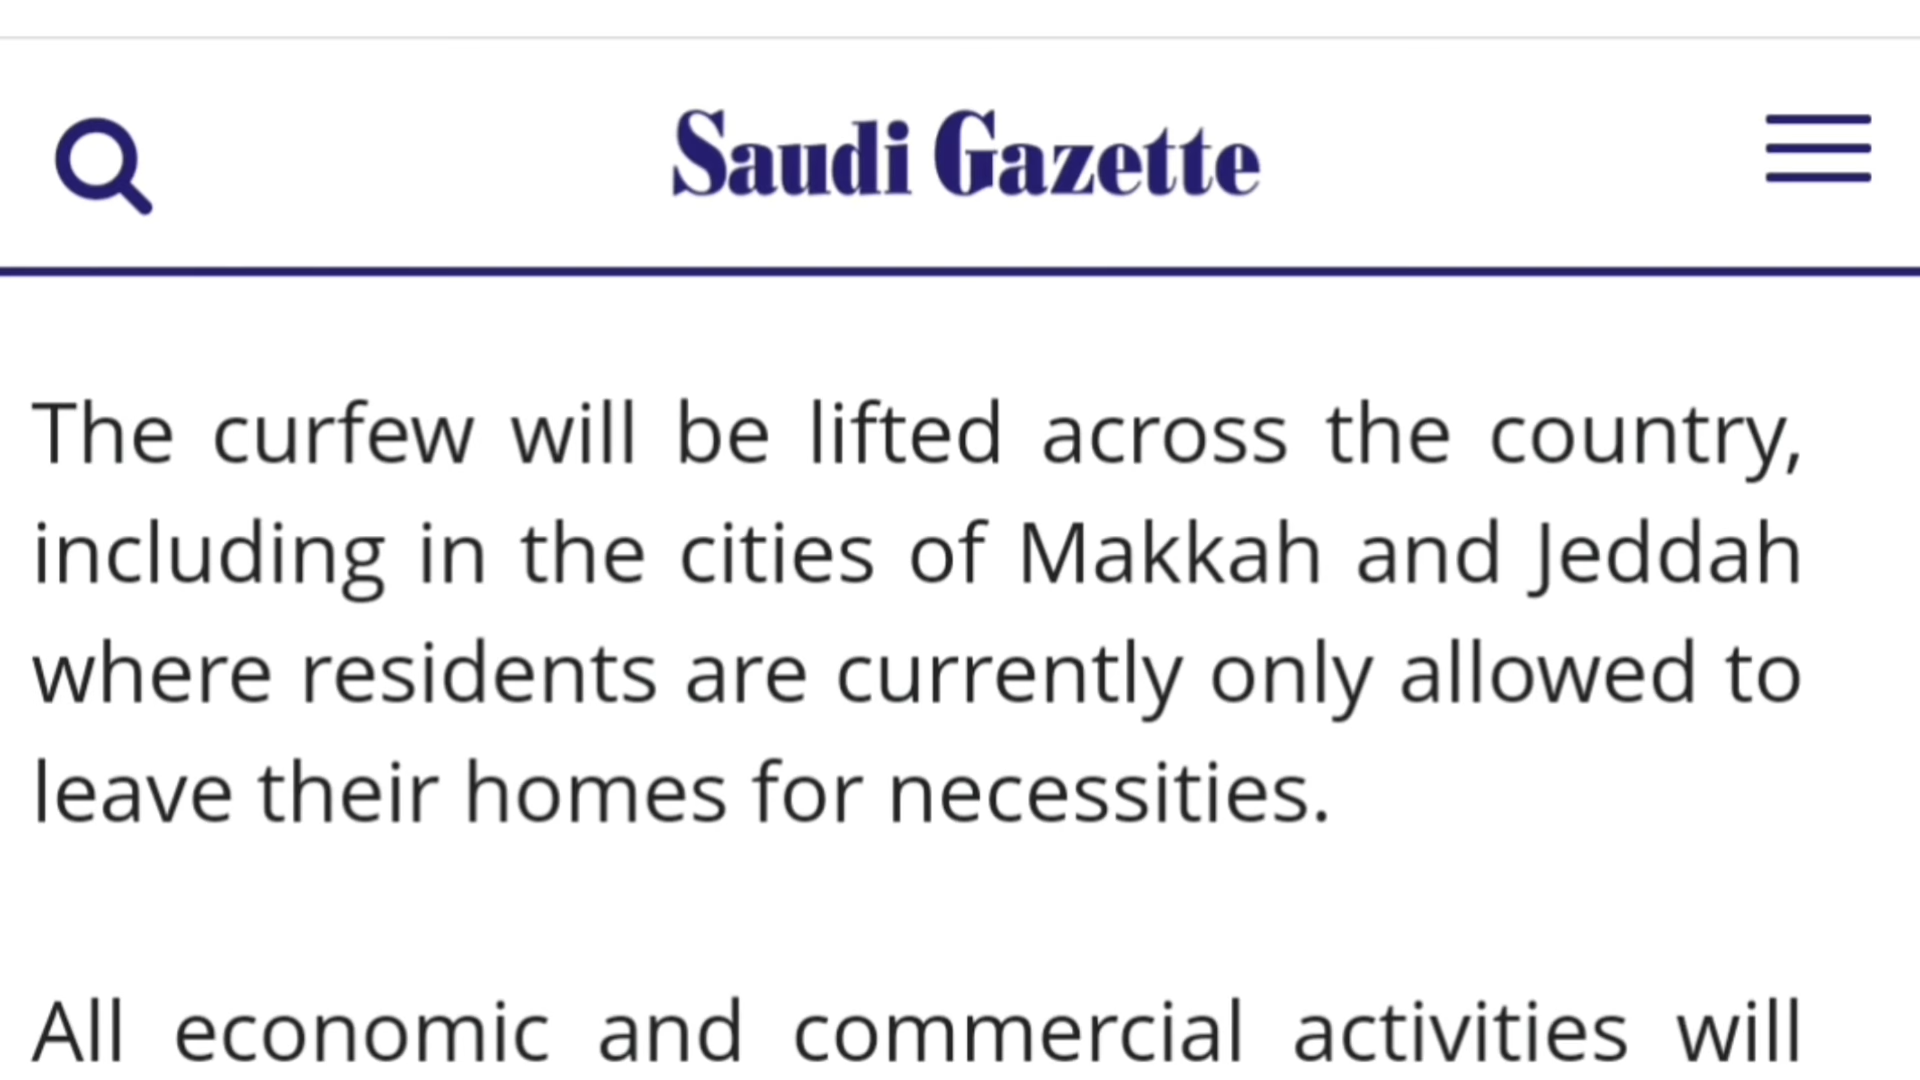 Saudi Gazette
The curfew will be lifted across the country,
including in the cities of Makkah and Jeddah
where residents are currently only allowed to
leave their homes for necessities.
All economic and commercial activities will